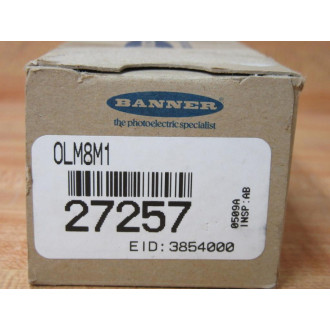 BANNER
the photoelectric specialist
OLM8M1
27257
EID: 3854000
0509A
INSP:AB